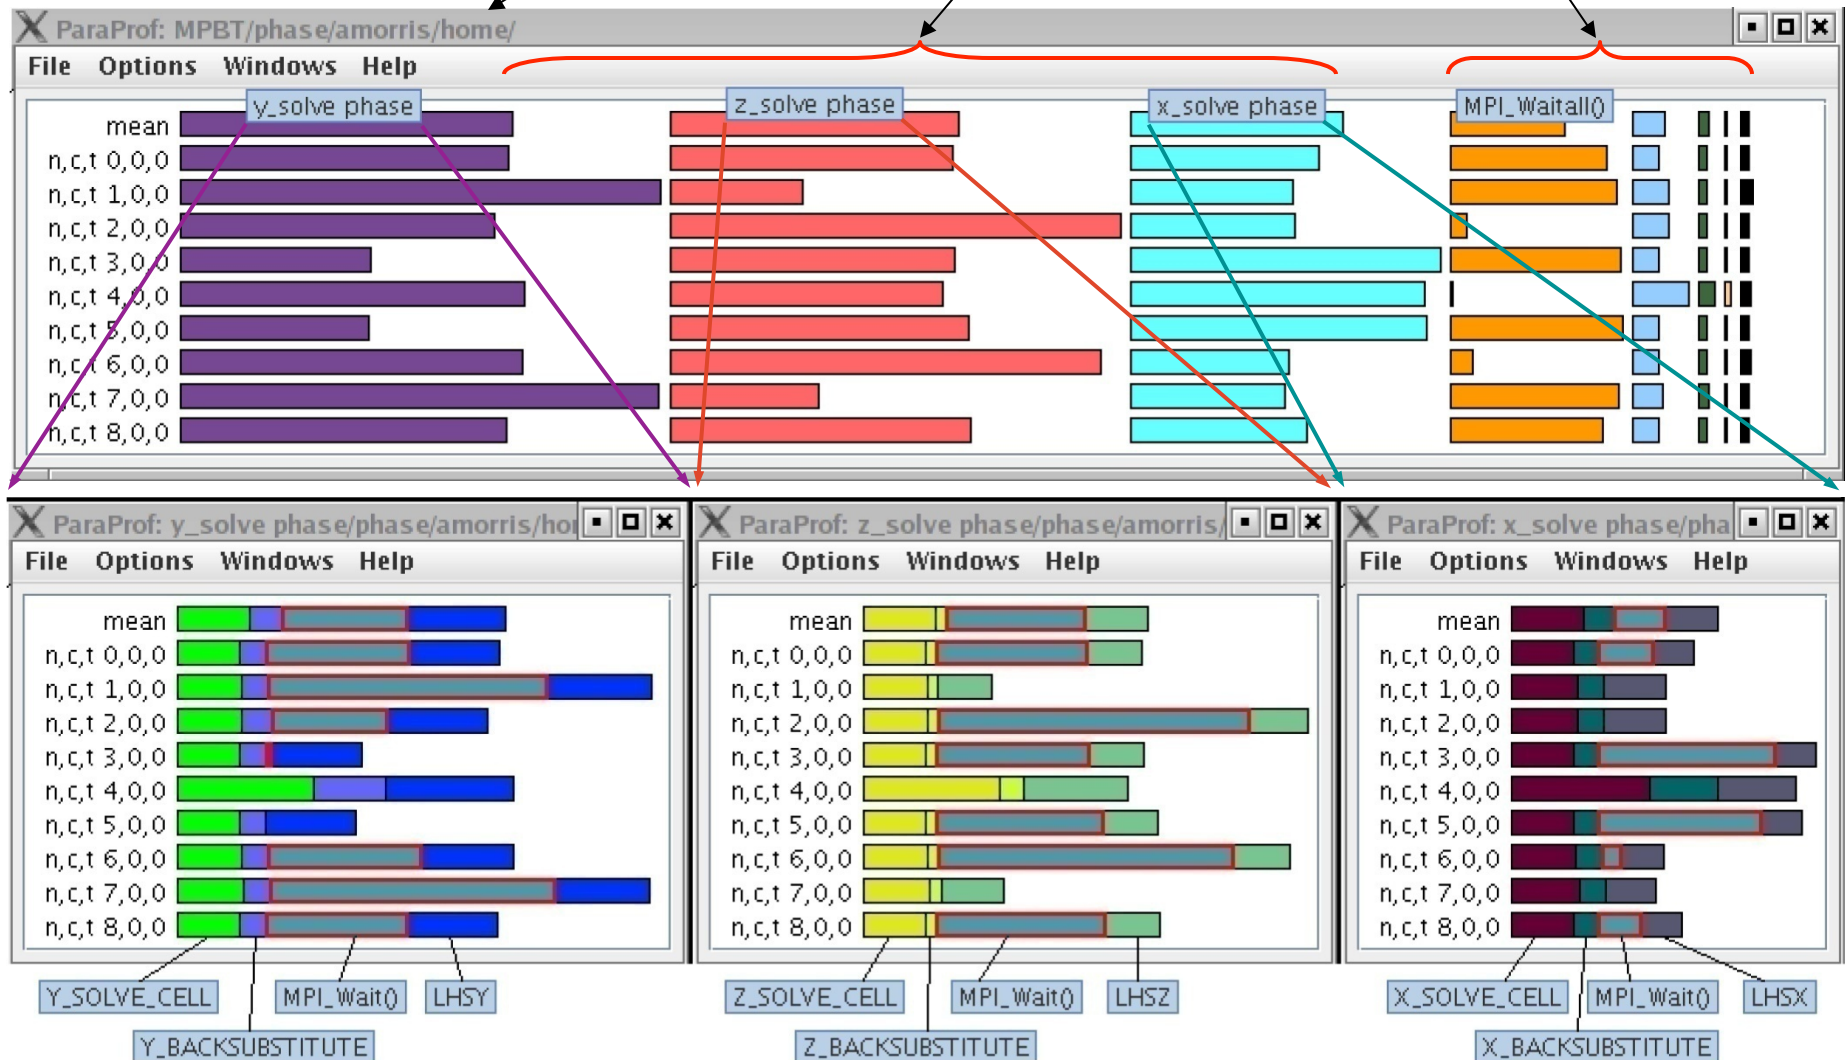 ParaProf: MPBT/phase/amorris/home/
File Options Windows Help
y_solve phase
z_solve phase
x_solve phase
MPI_Waitall()
mean
n,c,t 0,0,0
n,c,t 1,0,0
n,c,t 2,0,0
n,c,t 3,0,0
n,c,t 4,0,0
n,c,t 5,0,0
n,c,t 6,0,0
n,c,t 7,0,0
n,c,t 8,0,0
ParaProf: y_solve phase/phase/amorris/hor
File Options Windows Help
mean
n,c,t 0,0,0
n,c,t 1,0,0
n,c,t 2,0,0
n,c,t 3,0,0
n,c,t 4,0,0
n,c,t 5,0,0
n,c,t 6,0,0
n,c,t 7,0,0
n,c,t 8,0,0
Y_SOLVE_CELL
MPI_Wait()
LHSY
Y_BACKSUBSTITUTE
ParaProf: z_solve phase/phase/amorris/
File Options Windows Help
mean
n,c,t 0,0,0
n,c,t 1,0,0
n,c,t 2,0,0
n,c,t 3,0,0
n,c,t 4,0,0
n,c,t 5,0,0
n,c,t 6,0,0
n,c,t 7,0,0
n,c,t 8,0,0
Z_SOLVE_CELL
MPI_Wait()
LHSZ
Z_BACKSUBSTITUTE
ParaProf: x_solve phase/pha
File Options Windows Help
mean
n,c,t 0,0,0
n,c,t 1,0,0
n,c,t 2,0,0
n,c,t 3,0,0
n,c,t 4,0,0
n,c,t 5,0,0
n,c,t 6,0,0
n,c,t 7,0,0
n,c,t 8,0,0
X_SOLVE_CELL
MPI_Wait()
LHSX
X_BACKSUBSTITUTE